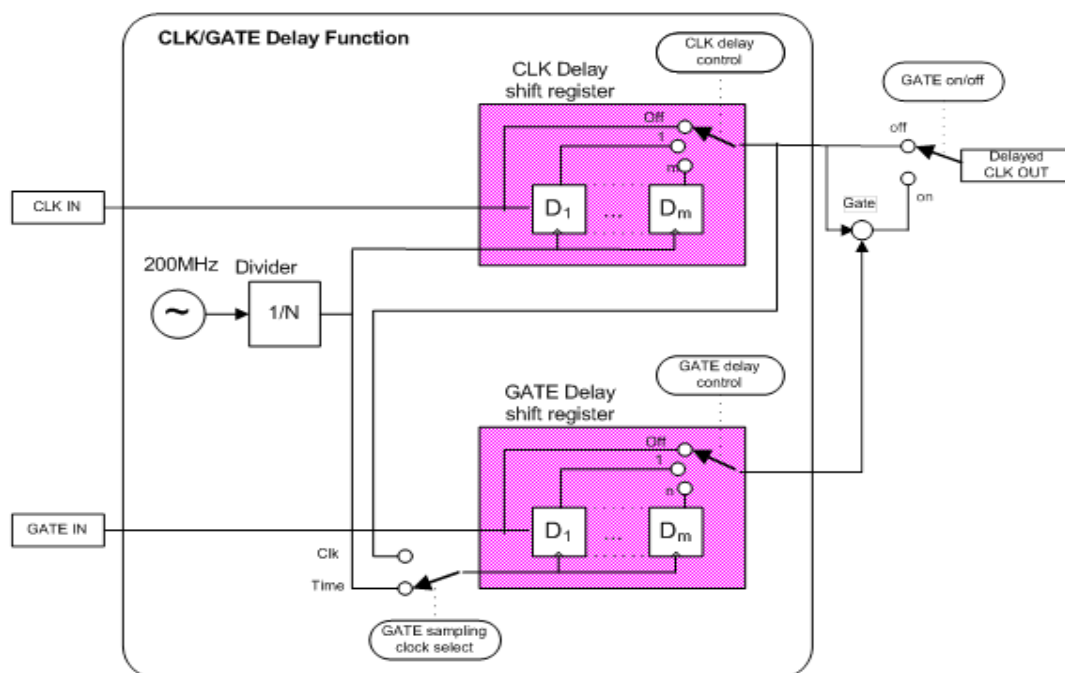 CLK/GATE Delay Function
CLK delay
control
CLK Delay
shift register
GATE on/off
Off
1
m
off
Delayed
CLK OUT
on
CLK IN
D1
...
Dm
Gate
200MHz
Divider
~
1/N
GATE delay
control
GATE Delay
shift register
Off
1
n
GATE IN
D1
...
Dm
Clk
Time
GATE sampling
clock select